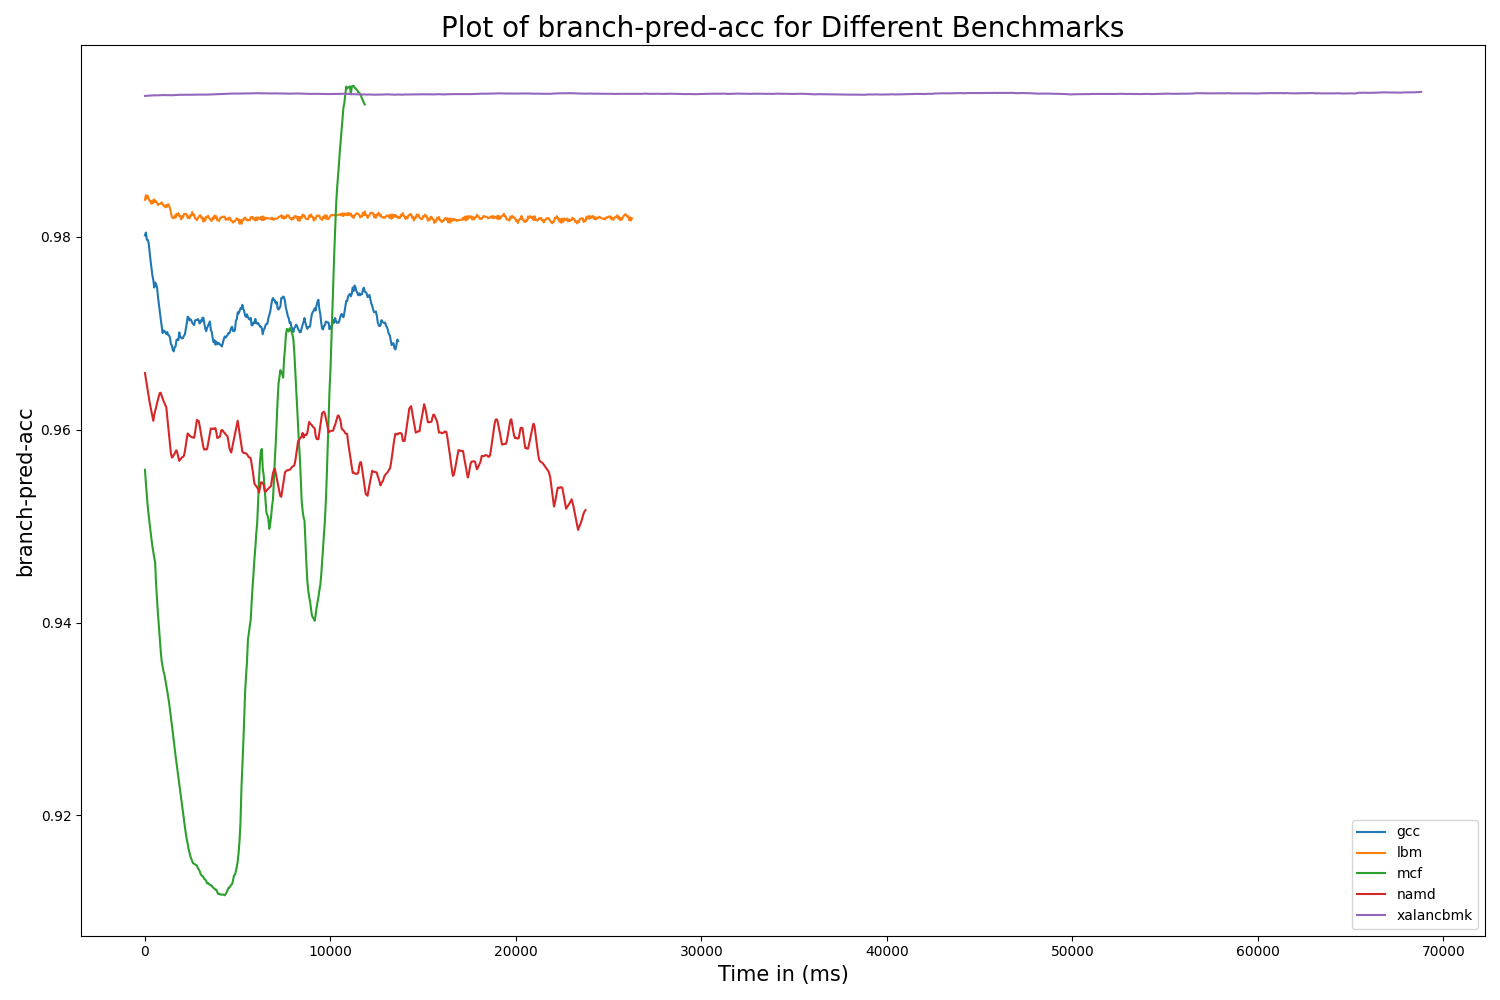 Plot of branch-pred-acc for Different Benchmarks
branch-pred-acc
0.98
0.96
0.94
0.92
0
10000
20000
30000
40000
50000
60000
70000
Time in (ms)
gcc
lbm
mcf
namd
xalancbmk